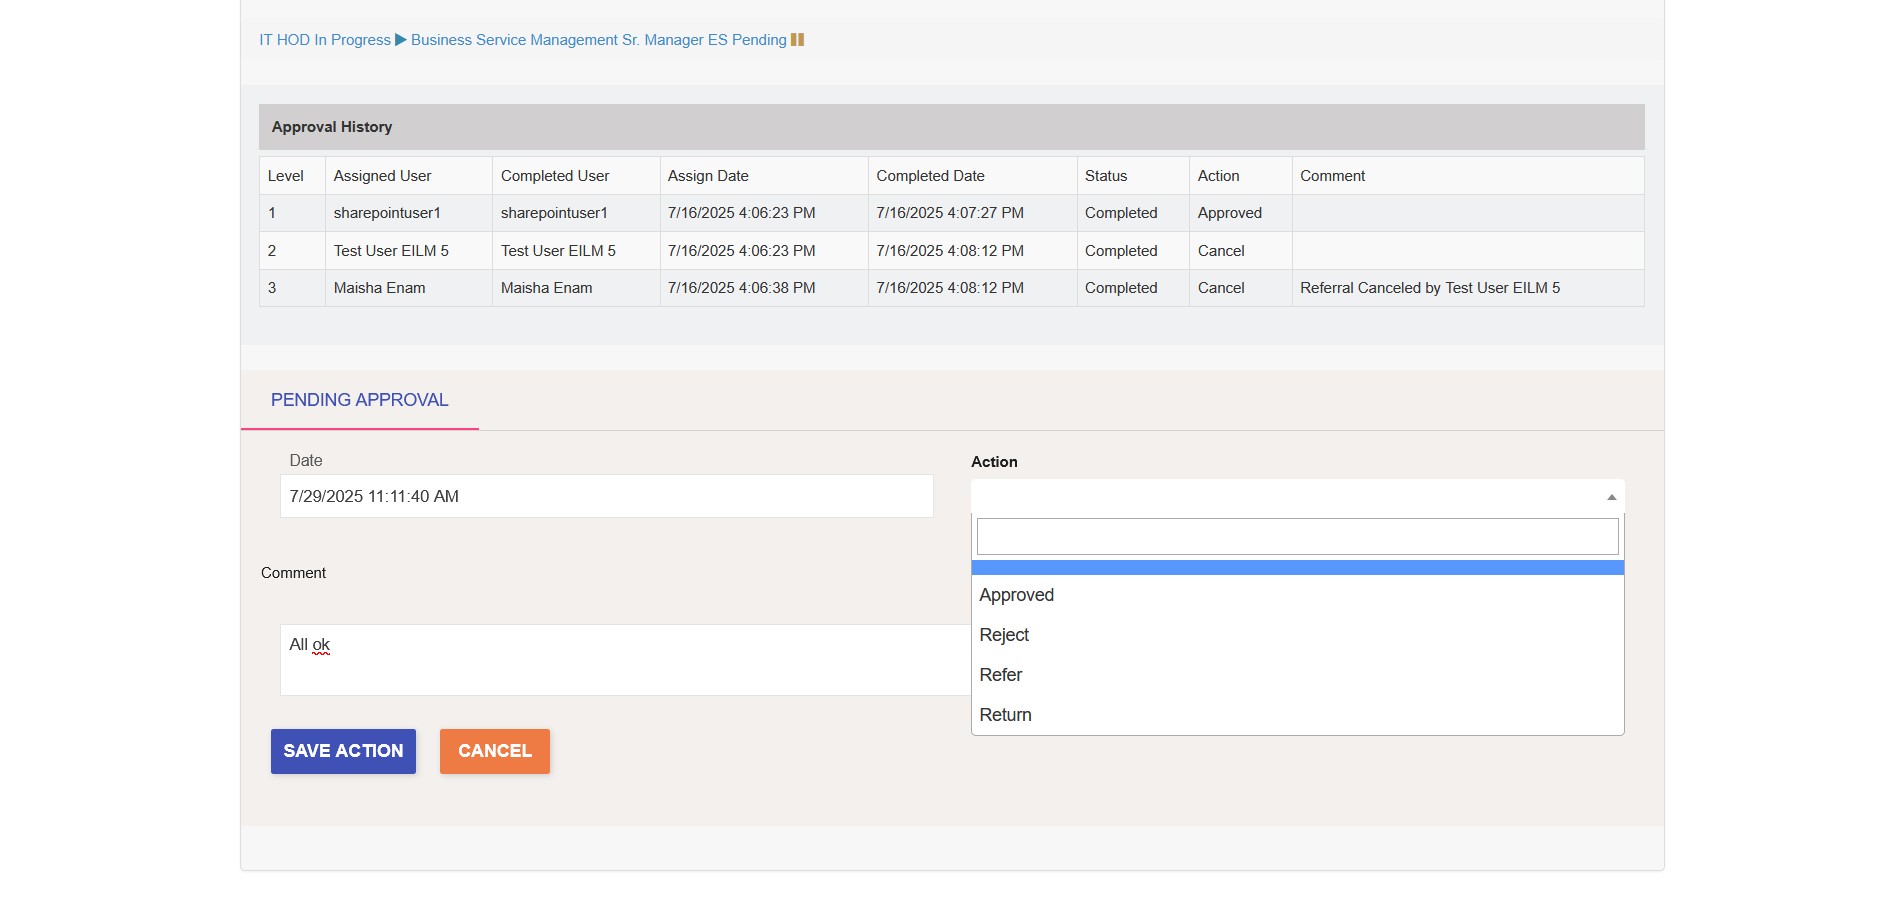 IT HOD In Progress Business Service Management Sr. Manager ES Pending
Approval History
Level Assigned User Completed User Assign Date Completed Date Status Action Comment
1 sharepointuser1 sharepointuser1 7/16/2025 4:06:23 PM 7/16/2025 4:07:27 PM Completed Approved
2 Test User EILM 5 Test User EILM 5 7/16/2025 4:06:23 PM 7/16/2025 4:08:12 PM Completed Cancel
3 Maisha Enam Maisha Enam 7/16/2025 4:06:38 PM 7/16/2025 4:08:12 PM Completed Cancel Referral Canceled by Test User EILM 5
PENDING APPROVAL
Date
7/29/2025 11:11:40 AM
Action
Approved
Reject
Refer
Return
Comment
All ok
SAVE ACTION CANCEL